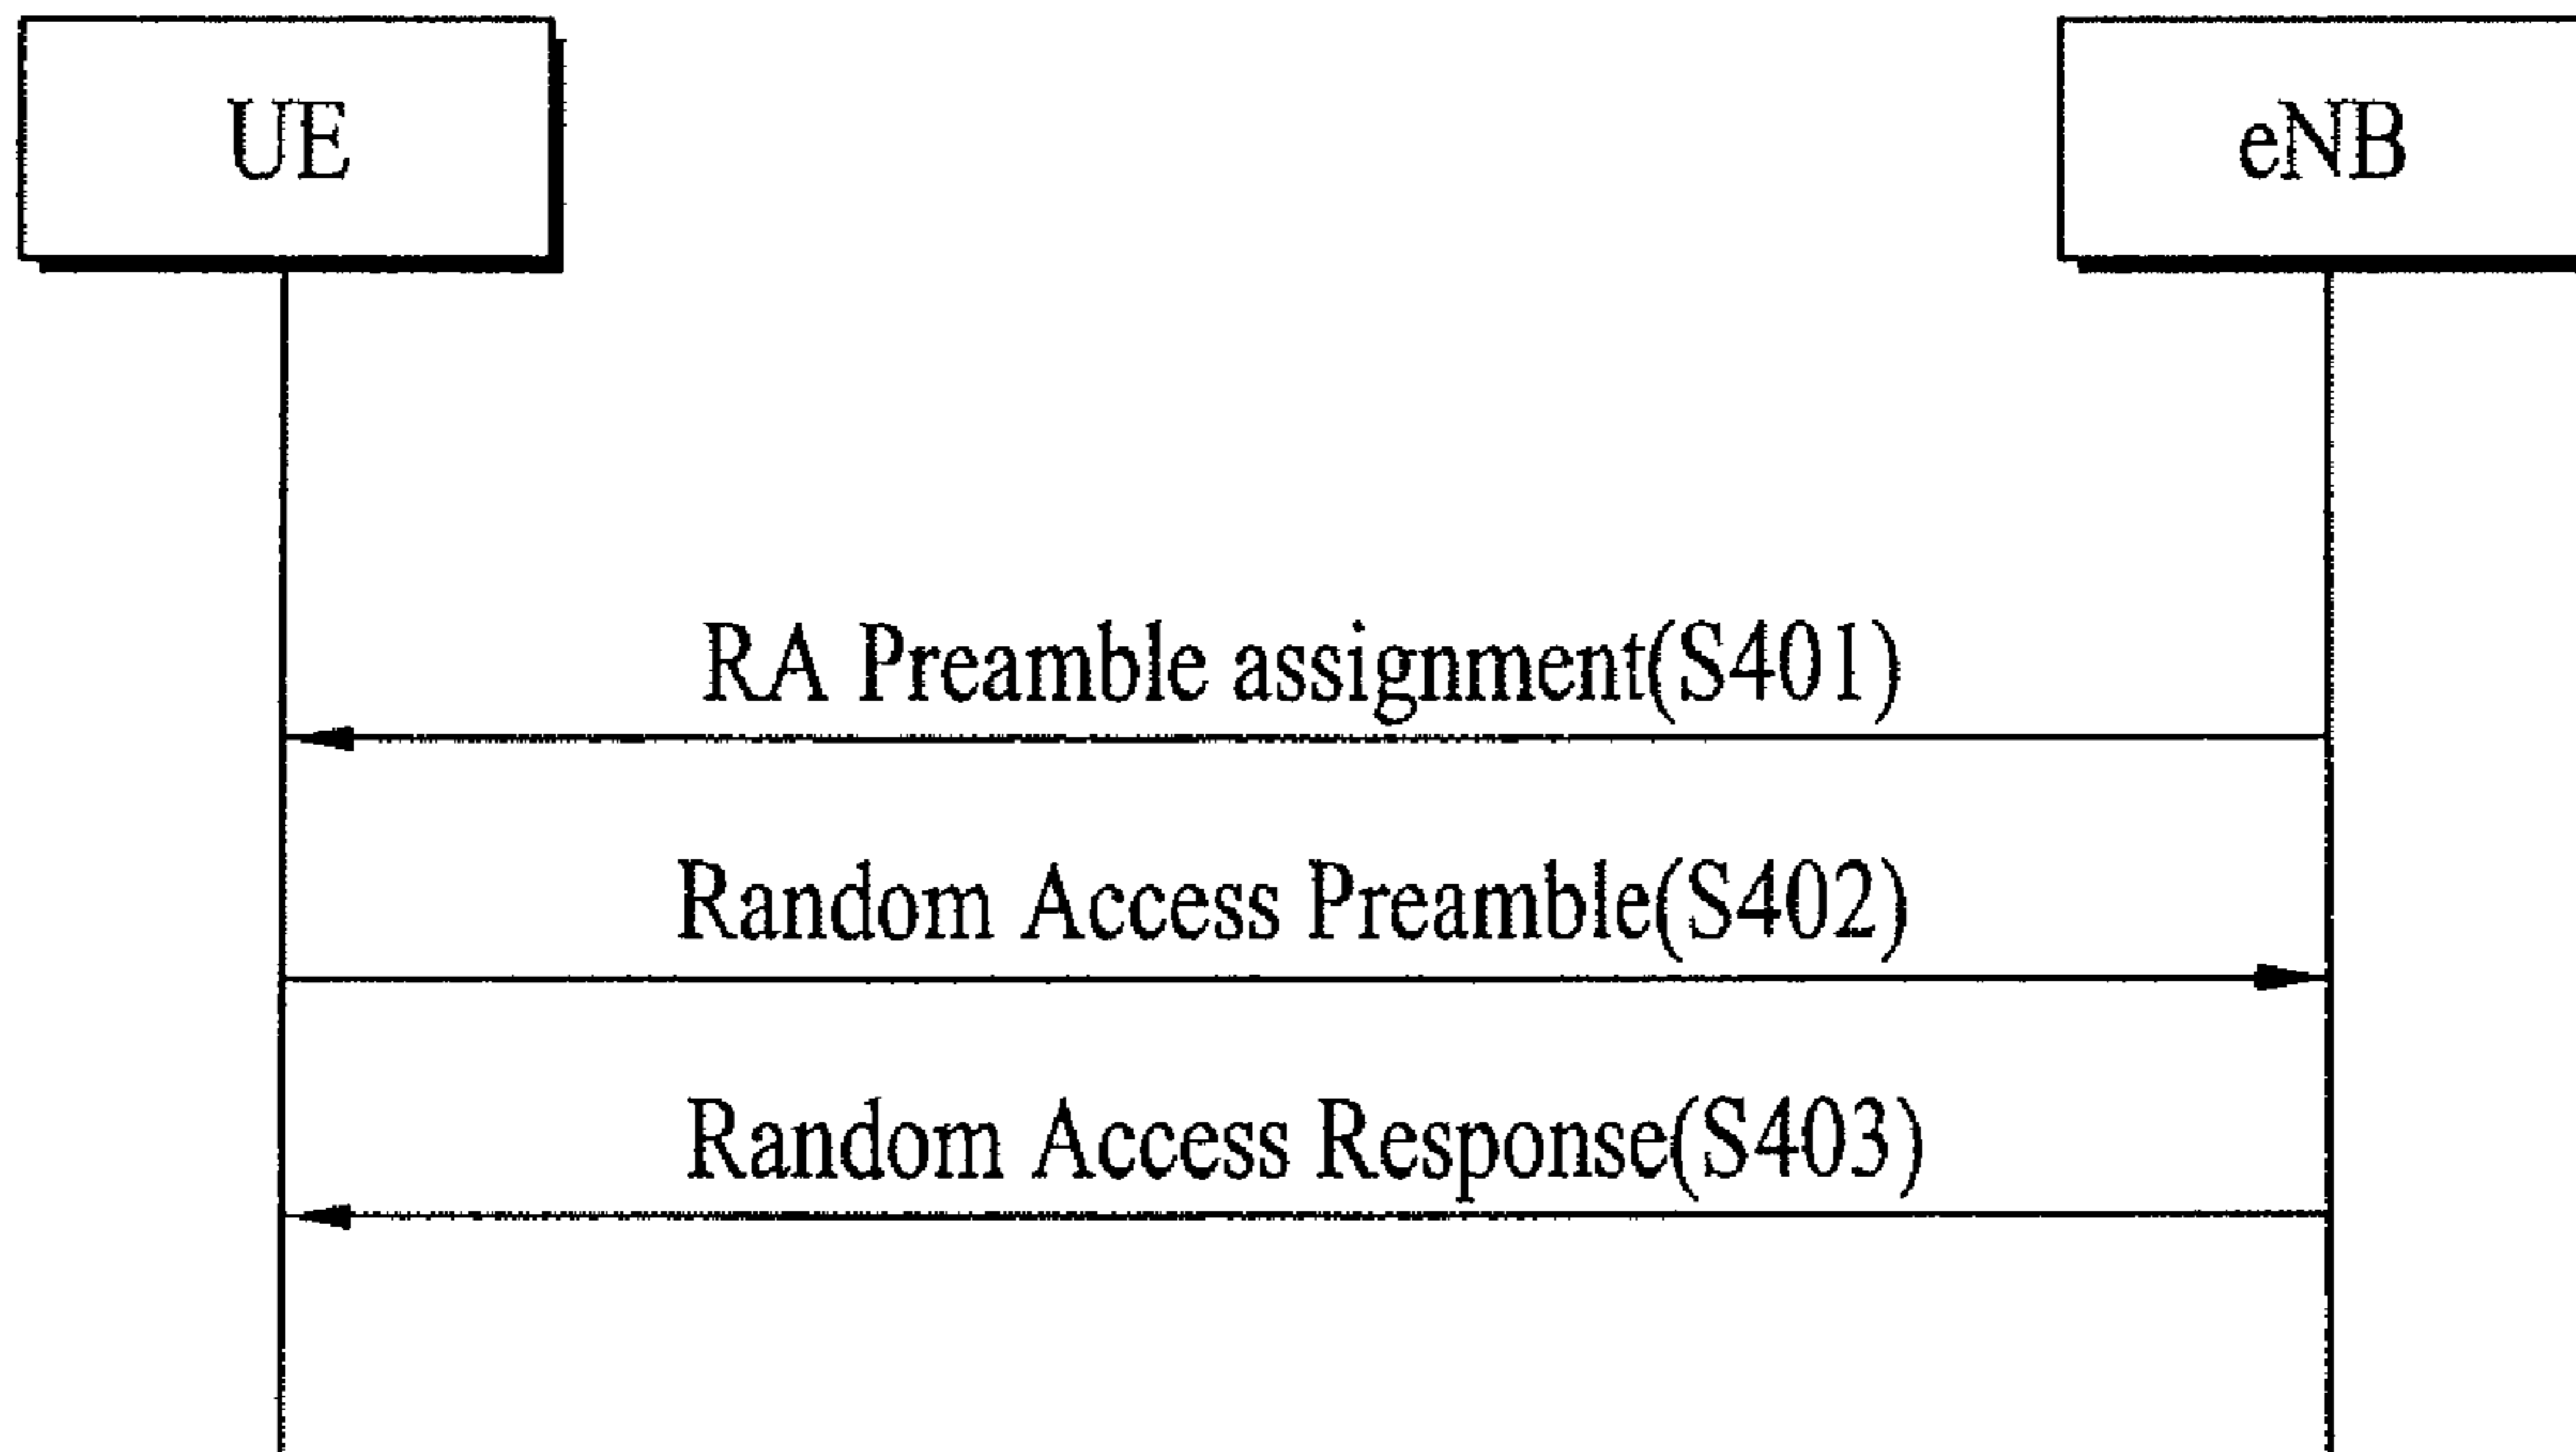 UE
eNB
RA Preamble assignment(S401)
Random Access Preamble(S402)
Random Access Response(S403)